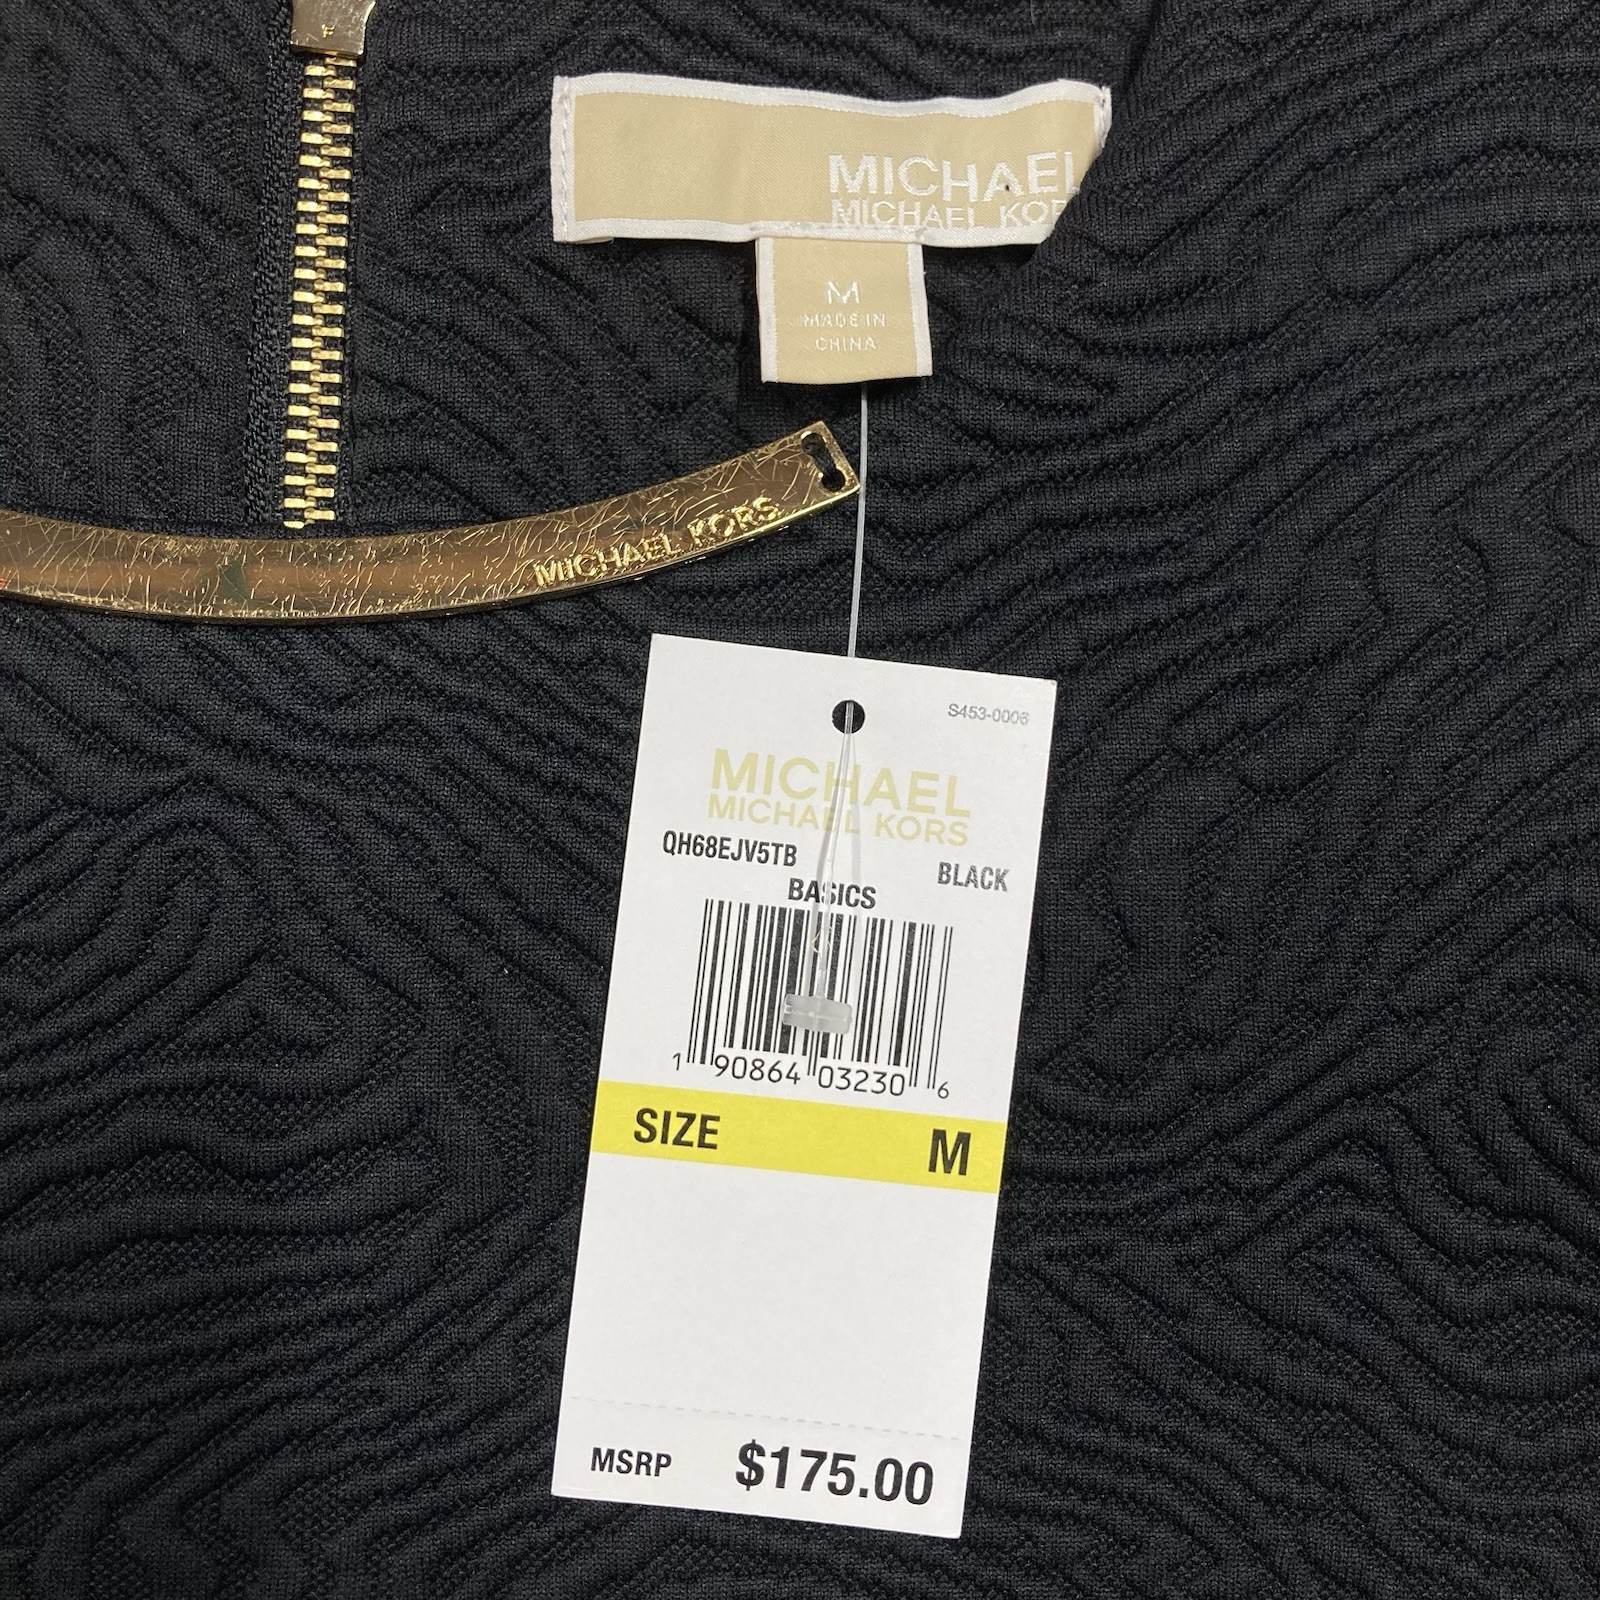 MICHAEL
MICHAEL KOR
M
MADE IN
CHINA
MICHAEL KORS
S453-0006
MICHAEL
MICHAEL KORS
QH68EJV5TB
BLACK
BASICS
1 90864 03230 6
SIZE M
MSRP $175.00